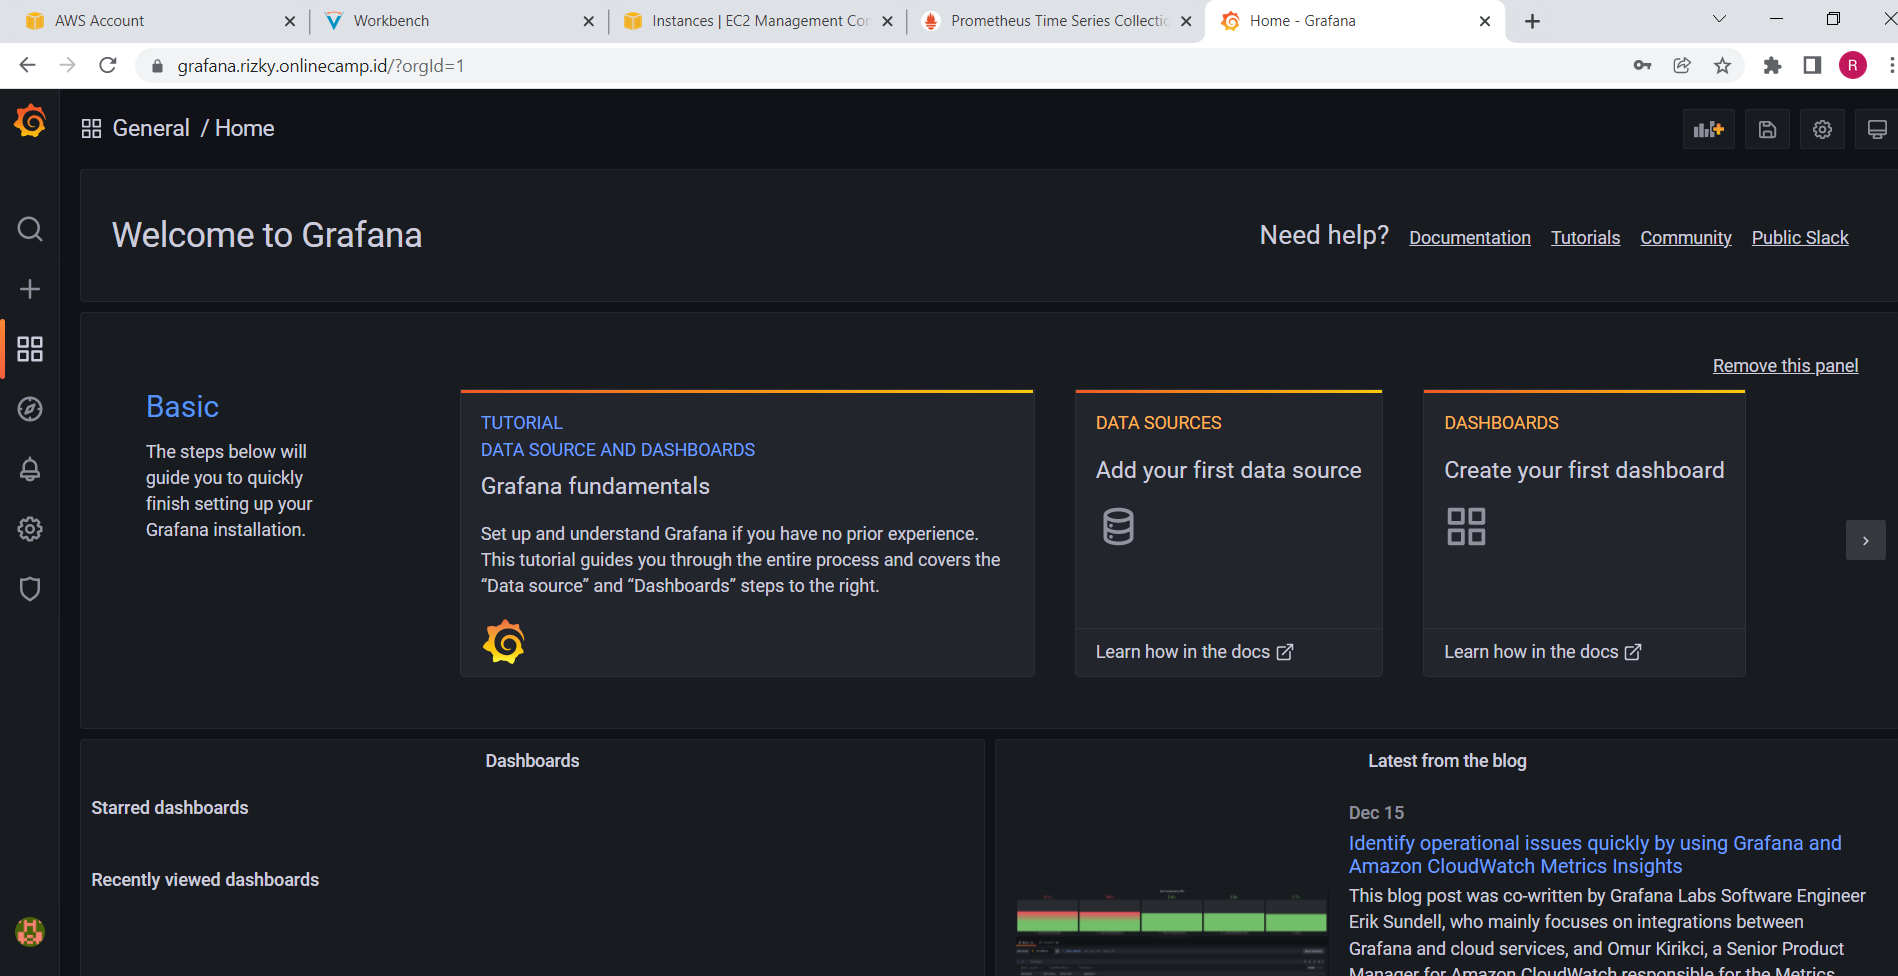 AWS Account
Workbench
Instances | EC2 Management Con
Prometheus Time Series Collectio
Home - Grafana
grafana.rizky.onlinecamp.id/?orgId=1
R
General / Home
Welcome to Grafana
Need help? Documentation Tutorials Community Public Slack
Remove this panel
Basic
The steps below will
guide you to quickly
finish setting up your
Grafana installation.
TUTORIAL
DATA SOURCE AND DASHBOARDS
Grafana fundamentals
Set up and understand Grafana if you have no prior experience.
This tutorial guides you through the entire process and covers the
“Data source” and “Dashboards” steps to the right.
DATA SOURCES
Add your first data source
Learn how in the docs
DASHBOARDS
Create your first dashboard
Learn how in the docs
Dashboards
Starred dashboards
Recently viewed dashboards
Latest from the blog
Dec 15
Identify operational issues quickly by using Grafana and
Amazon CloudWatch Metrics Insights
This blog post was co-written by Grafana Labs Software Engineer
Erik Sundell, who mainly focuses on integrations between
Grafana and cloud services, and Omur Kirikci, a Senior Product
Manager for Amazon CloudWatch responsible for the Metrics